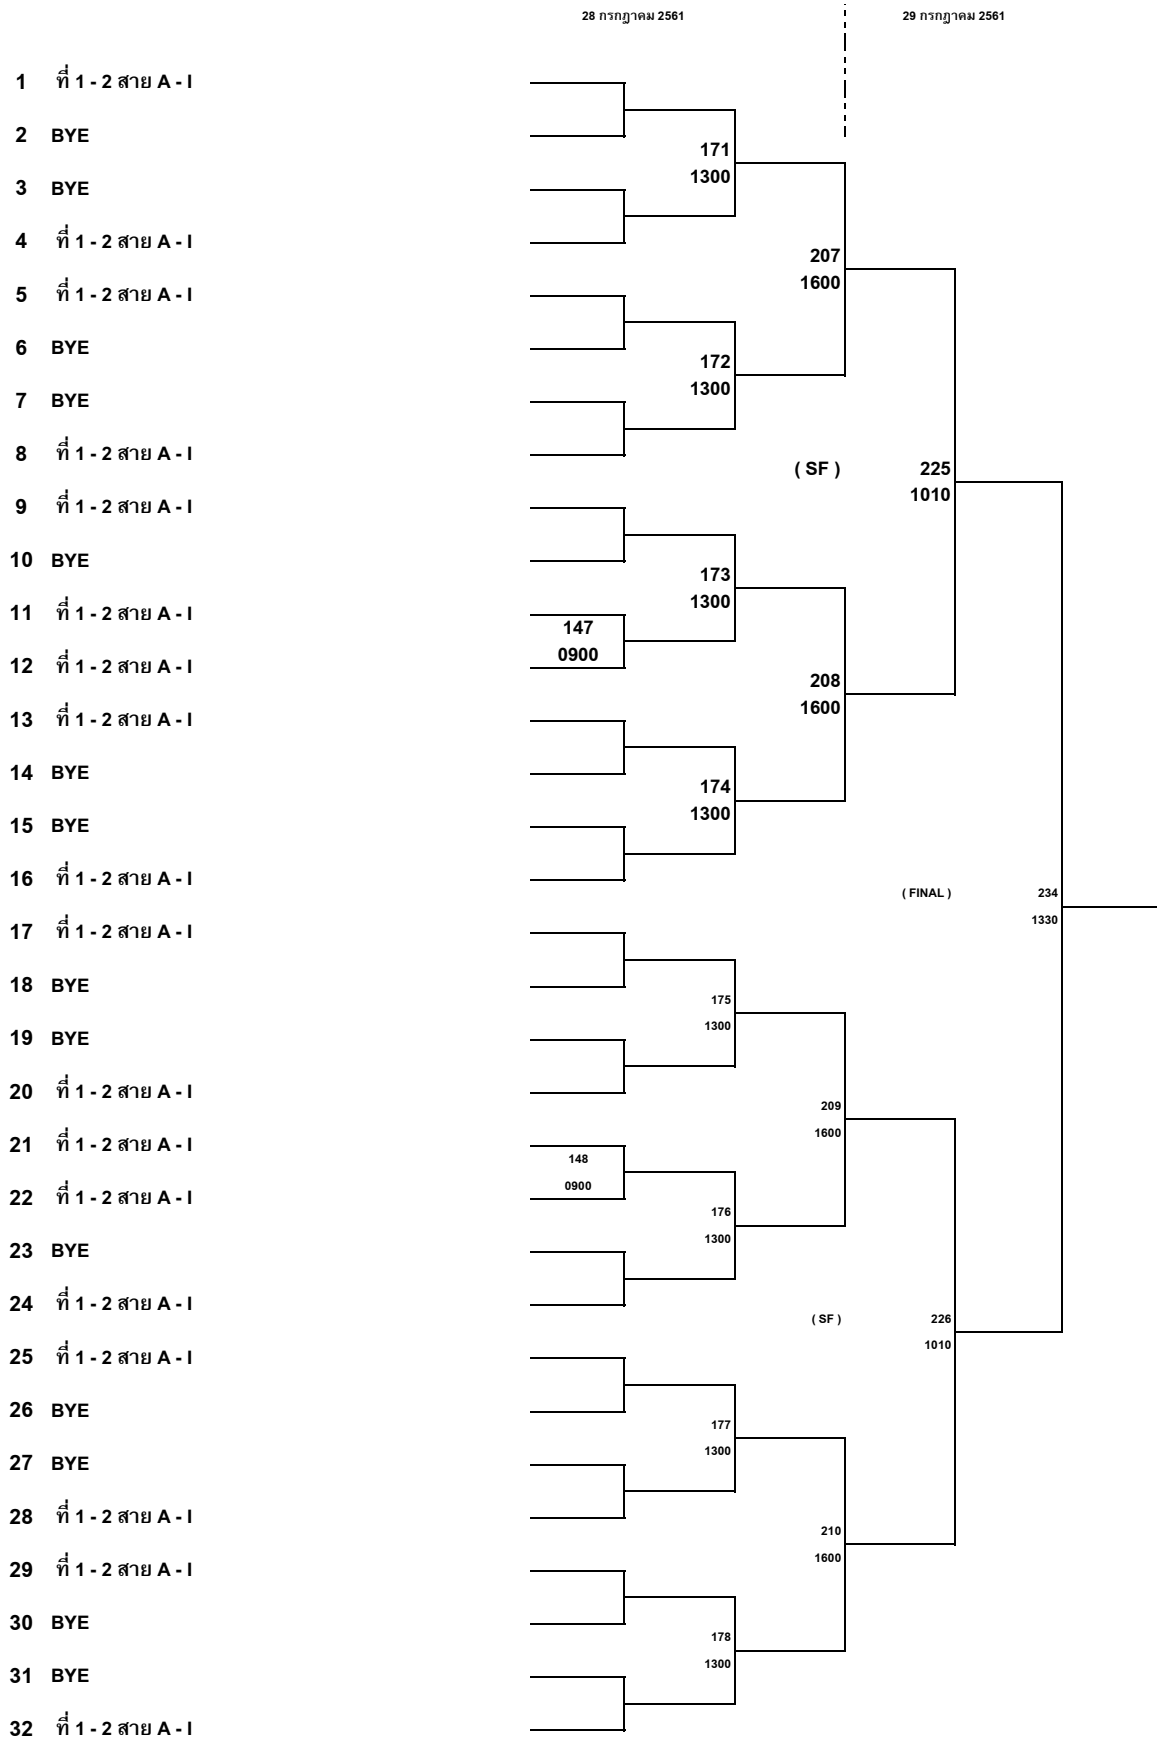 28 กรกฎาคม 2561 29 กรกฎาคม 2561
1 ที่ 1 - 2 สาย A - I
2 BYE
171
3 BYE
1300
4 ที่ 1 - 2 สาย A - I
207
5 ที่ 1 - 2 สาย A - I
1600
6 BYE
172
7 BYE
1300
8 ที่ 1 - 2 สาย A - I
( SF ) 225
9 ที่ 1 - 2 สาย A - I
1010
10 BYE
173
11 ที่ 1 - 2 สาย A - I
1300
147
0900
12 ที่ 1 - 2 สาย A - I
208
13 ที่ 1 - 2 สาย A - I
1600
14 BYE
174
15 BYE
1300
16 ที่ 1 - 2 สาย A - I
( FINAL ) 234
17 ที่ 1 - 2 สาย A - I
1330
18 BYE
175
19 BYE
1300
20 ที่ 1 - 2 สาย A - I
209
21 ที่ 1 - 2 สาย A - I
1600
148
0900
22 ที่ 1 - 2 สาย A - I
176
23 BYE
1300
24 ที่ 1 - 2 สาย A - I
( SF ) 226
25 ที่ 1 - 2 สาย A - I
1010
26 BYE
177
27 BYE
1300
28 ที่ 1 - 2 สาย A - I
210
29 ที่ 1 - 2 สาย A - I
1600
30 BYE
178
31 BYE
1300
32 ที่ 1 - 2 สาย A - I